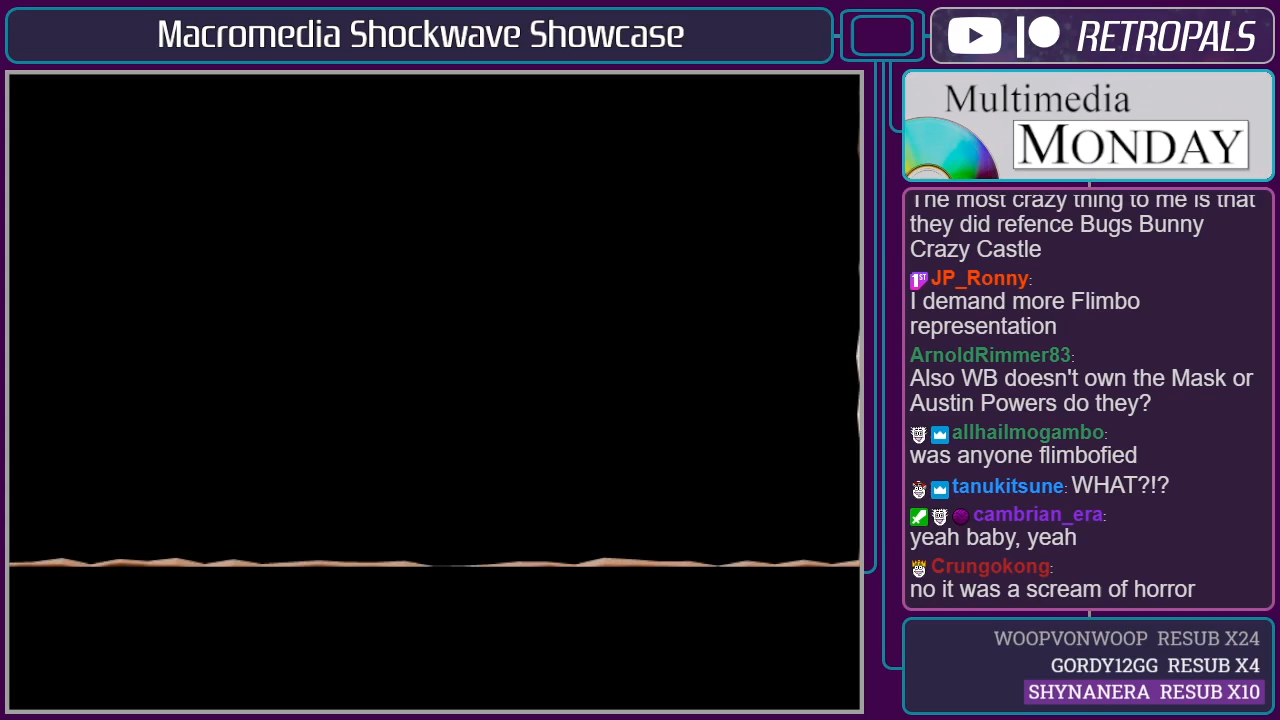 Macromedia Shockwave Showcase
RETROPALS
Multimedia
MONDAY
The most crazy thing to me is that
they did refence Bugs Bunny
Crazy Castle
1ST JP_Ronny:
I demand more Flimbo
representation
ArnoldRimmer83:
Also WB doesn't own the Mask or
Austin Powers do they?
allhailmogambo:
was anyone flimbofied
tanukitsune: WHAT?!?
cambrian_era:
yeah baby, yeah
Crungokong:
no it was a scream of horror
WOOPVONWOOP RESUB X24
GORDY12GG RESUB X4
SHYNANERA RESUB X10